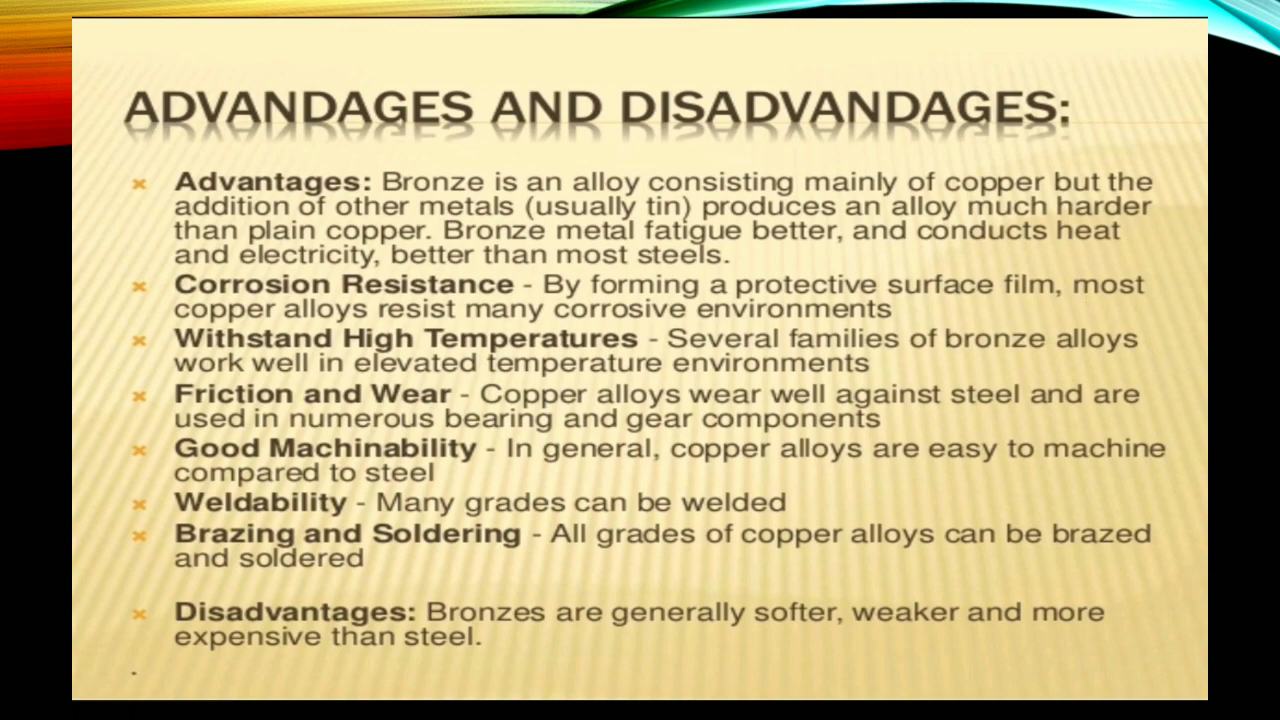 ADVANDAGES AND DISADVANDAGES:
Advantages: Bronze is an alloy consisting mainly of copper but the
addition of other metals (usually tin) produces an alloy much harder
than plain copper. Bronze metal fatigue better, and conducts heat
and electricity, better than most steels.
Corrosion Resistance - By forming a protective surface film, most
copper alloys resist many corrosive environments
Withstand High Temperatures - Several families of bronze alloys
work well in elevated temperature environments
Friction and Wear - Copper alloys wear well against steel and are
used in numerous bearing and gear components
Good Machinability - In general, copper alloys are easy to machine
compared to steel
Weldability - Many grades can be welded
Brazing and Soldering - All grades of copper alloys can be brazed
and soldered
Disadvantages: Bronzes are generally softer, weaker and more
expensive than steel.
.